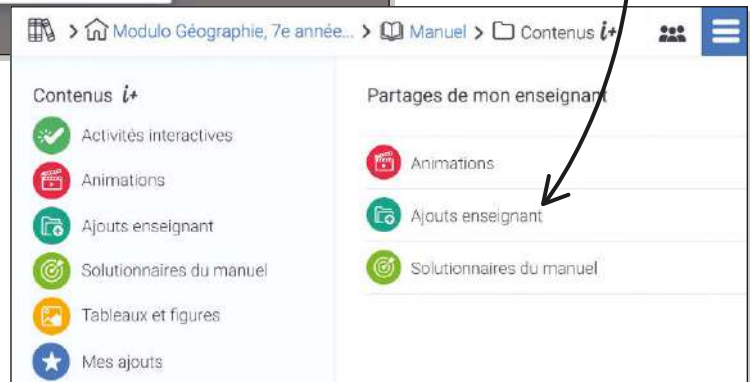 > Modulo Géographie, 7e année... > Manuel > Contenus i+
Contenus i+
Activités interactives
Animations
Ajouts enseignant
Solutionnaires du manuel
Tableaux et figures
Mes ajouts
Partages de mon enseignant
Animations
Ajouts enseignant
Solutionnaires du manuel